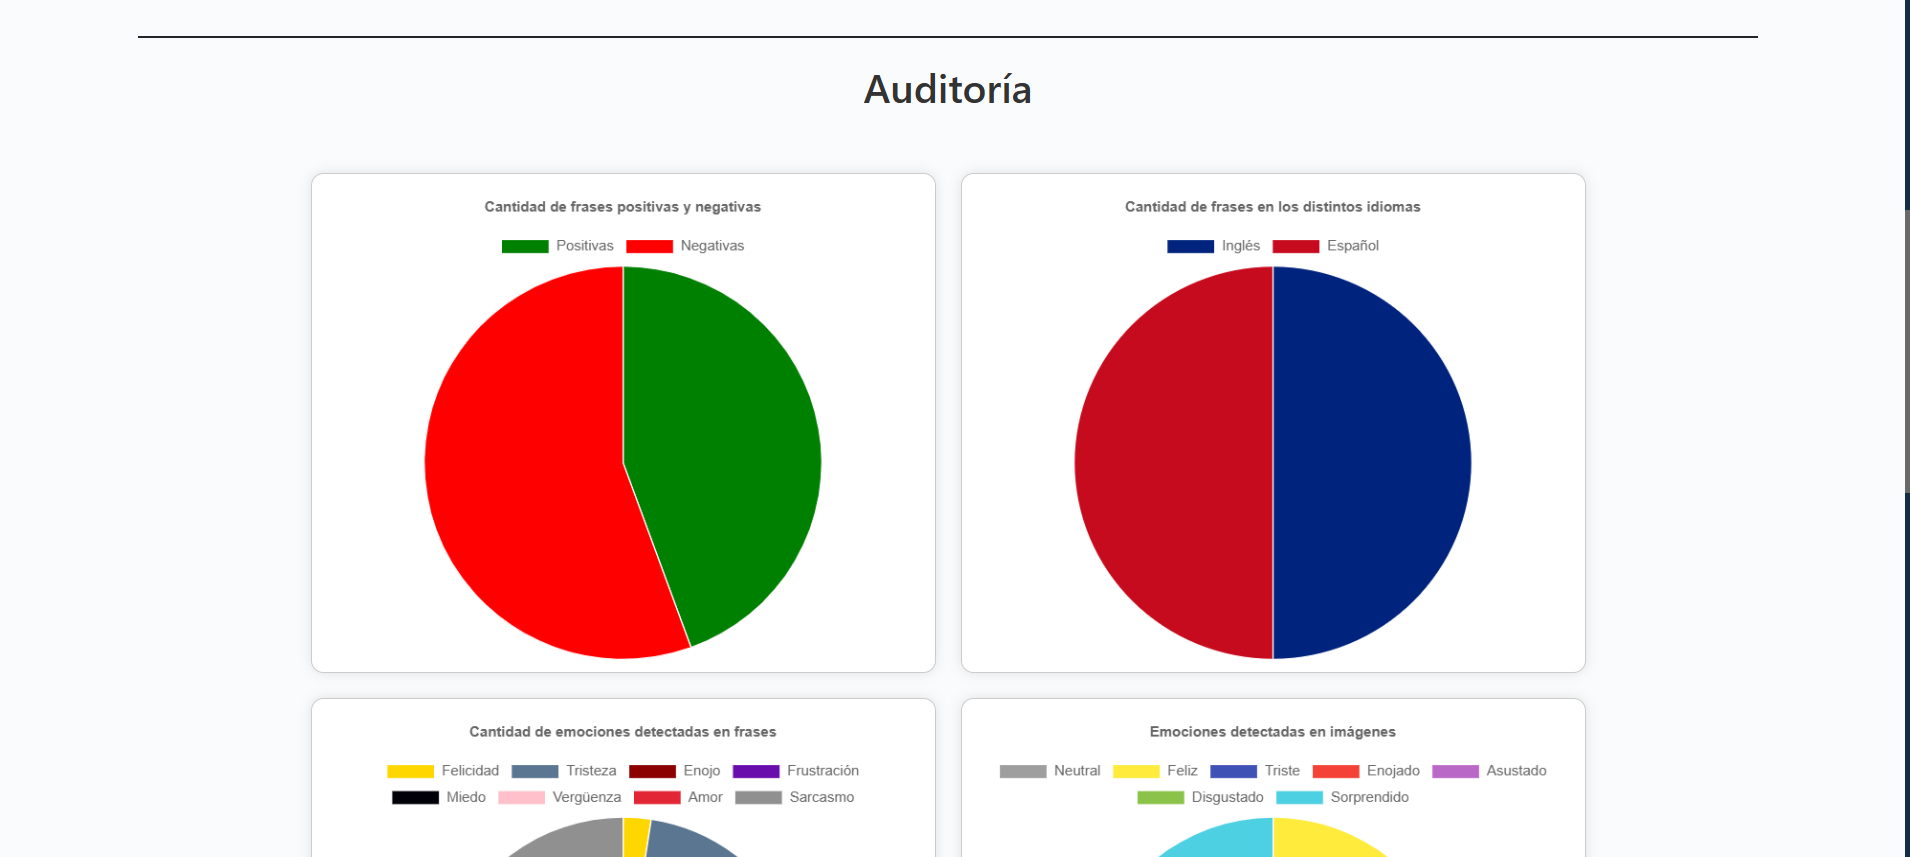 Auditoría
Cantidad de frases positivas y negativas
Positivas Negativas
Cantidad de frases en los distintos idiomas
Inglés Español
Cantidad de emociones detectadas en frases
Felicidad Tristeza Enojo Frustración
Miedo Vergüenza Amor Sarcasmo
Emociones detectadas en imágenes
Neutral Feliz Triste Enojado Asustado
Disgustado Sorprendido